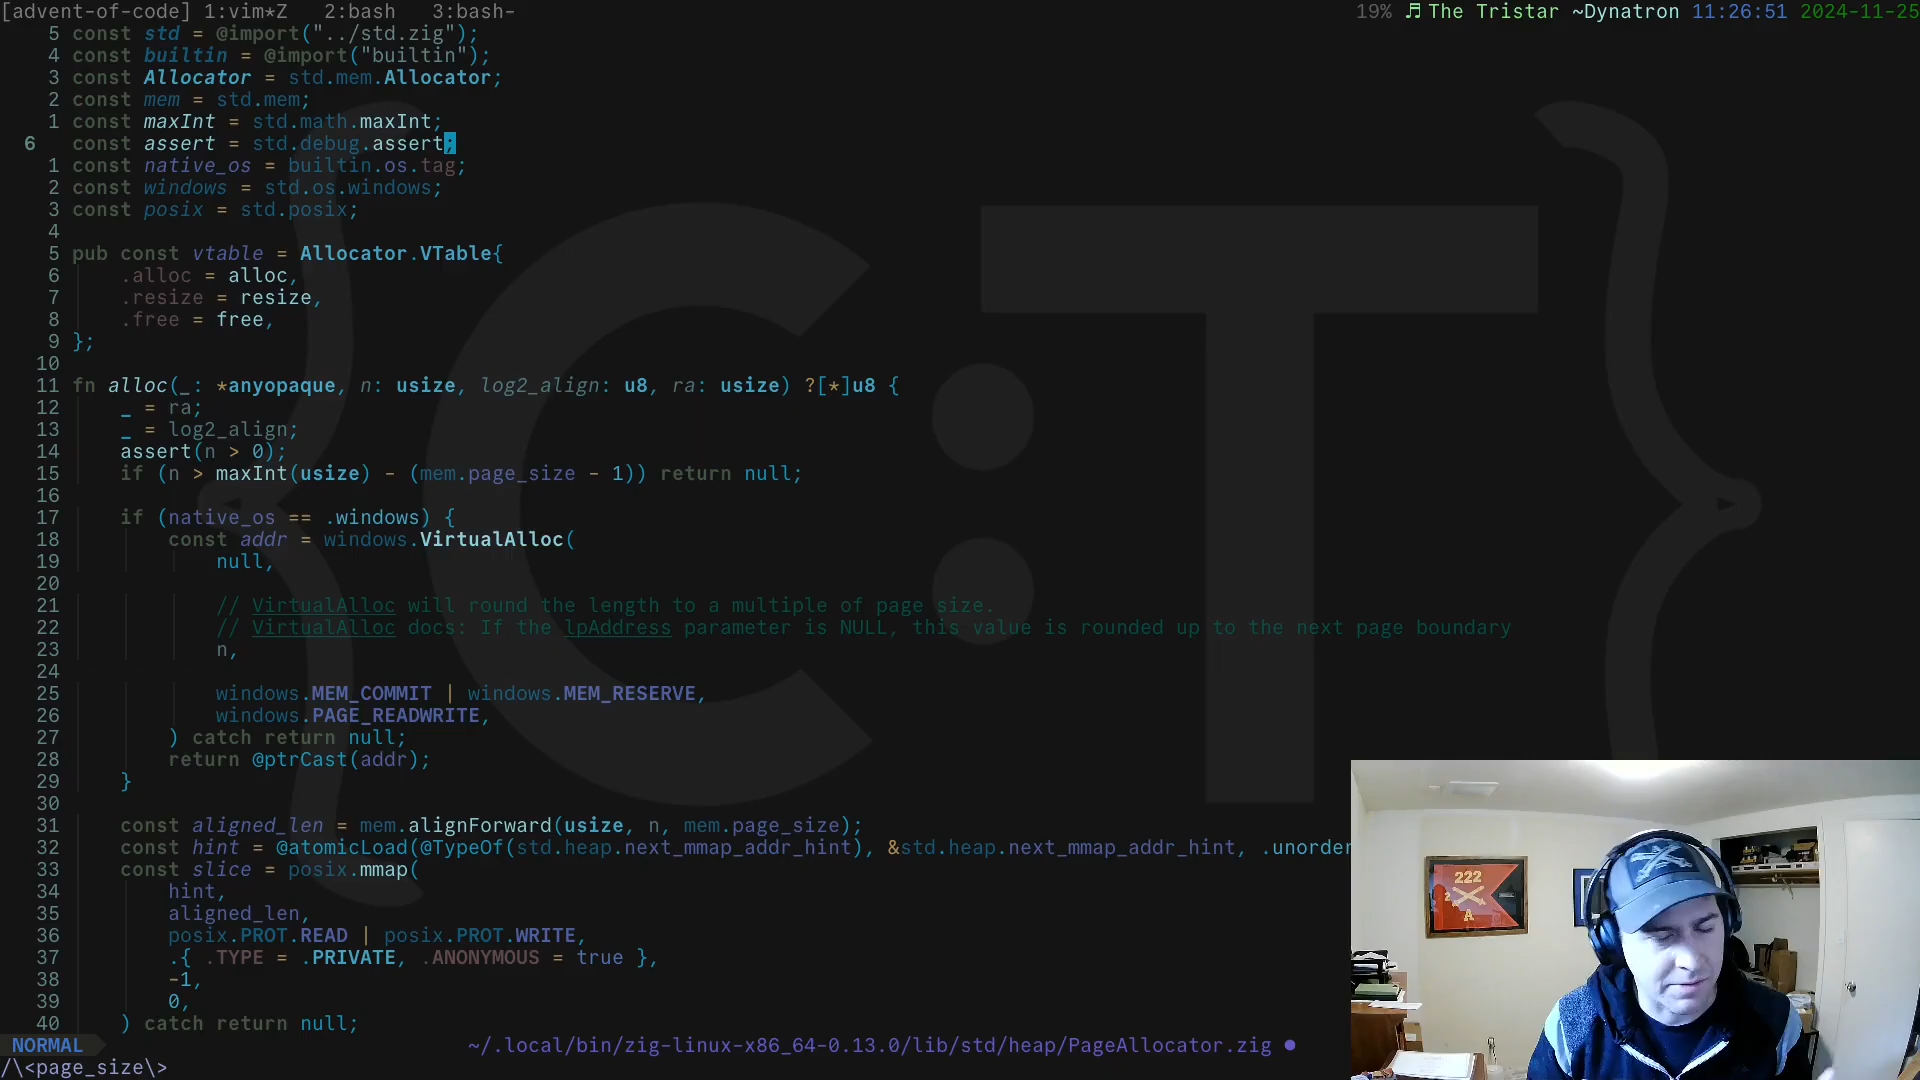 [advent-of-code] 1:vim*Z 2:bash 3:bash- 19% ♬ The Tristar ~Dynatron 11:26:51 2024-11-25
5 const std = @import("../std.zig");
4 const builtin = @import("builtin");
3 const Allocator = std.mem.Allocator;
2 const mem = std.mem;
1 const maxInt = std.math.maxInt;
6 const assert = std.debug.assert;
1 const native_os = builtin.os.tag;
2 const windows = std.os.windows;
3 const posix = std.posix;
4
5 pub const vtable = Allocator.VTable{
6 .alloc = alloc,
7 .resize = resize,
8 .free = free,
9 };
10
11 fn alloc(_: *anyopaque, n: usize, log2_align: u8, ra: usize) ?[*]u8 {
12 _ = ra;
13 _ = log2_align;
14 assert(n > 0);
15 if (n > maxInt(usize) - (mem.page_size - 1)) return null;
16
17 if (native_os == .windows) {
18 const addr = windows.VirtualAlloc(
19 null,
20
21 // VirtualAlloc will round the length to a multiple of page size.
22 // VirtualAlloc docs: If the lpAddress parameter is NULL, this value is rounded up to the next page boundary
23 n,
24
25 windows.MEM_COMMIT | windows.MEM_RESERVE,
26 windows.PAGE_READWRITE,
27 ) catch return null;
28 return @ptrCast(addr);
29 }
30
31 const aligned_len = mem.alignForward(usize, n, mem.page_size);
32 const hint = @atomicLoad(@TypeOf(std.heap.next_mmap_addr_hint), &std.heap.next_mmap_addr_hint, .unorder
33 const slice = posix.mmap(
34 hint,
35 aligned_len,
36 posix.PROT.READ | posix.PROT.WRITE,
37 .{ .TYPE = .PRIVATE, .ANONYMOUS = true },
38 -1,
39 0,
40 ) catch return null;
NORMAL ~/.local/bin/zig-linux-x86_64-0.13.0/lib/std/heap/PageAllocator.zig ●
/\<page_size\>
{C:T}
222
2
A